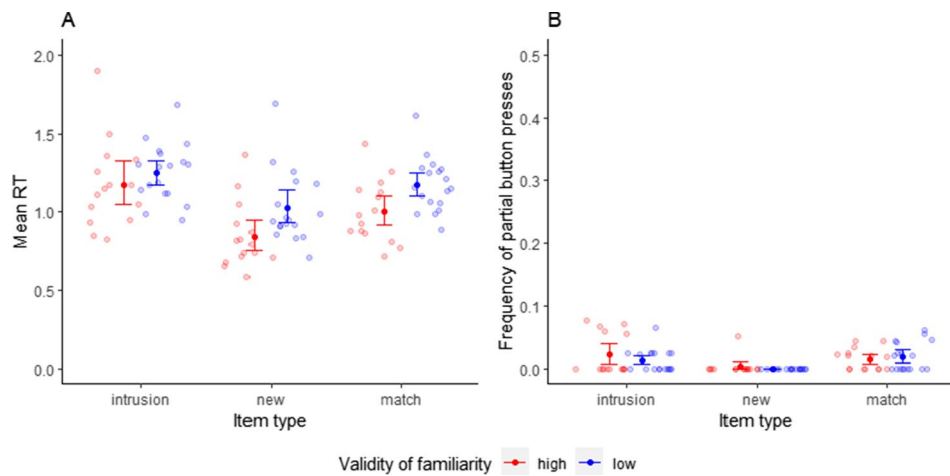 A
B
Mean RT
2.0
1.5
1.0
0.5
0.0
intrusion new match
Item type
Frequency of partial button presses
0.5
0.4
0.3
0.2
0.1
0.0
intrusion new match
Item type
Validity of familiarity high low